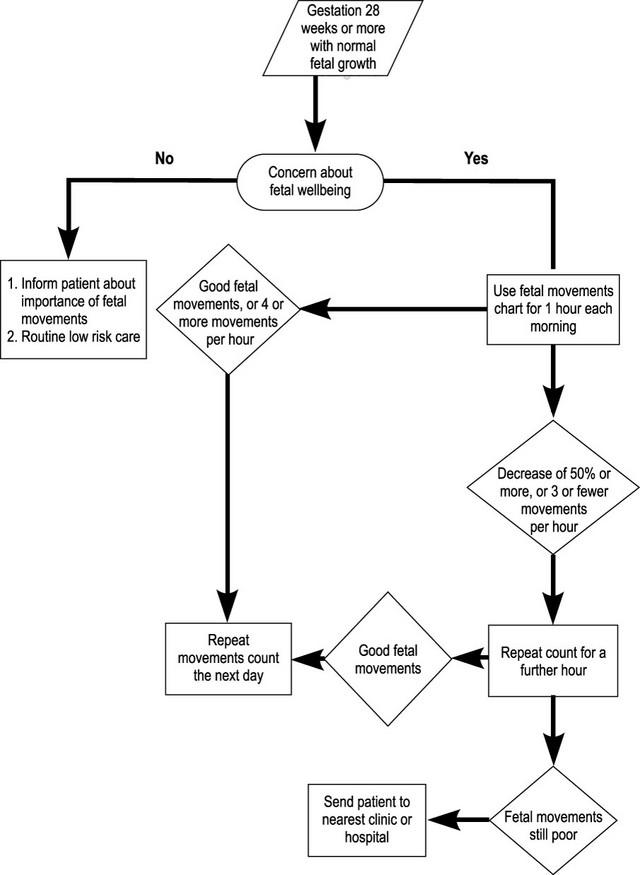 Gestation 28
weeks or more
with normal
fetal growth
No
Yes
Concern about
fetal wellbeing
1. Inform patient about
importance of fetal
movements
2. Routine low risk care
Good fetal
movements, or 4 or
more movements
per hour
Use fetal movements
chart for 1 hour each
morning
Decrease of 50% or
more, or 3 or fewer
movements
per hour
Repeat
movements count
the next day
Good fetal
movements
Repeat count for a
further hour
Send patient to
nearest clinic or
hospital
Fetal movements
still poor